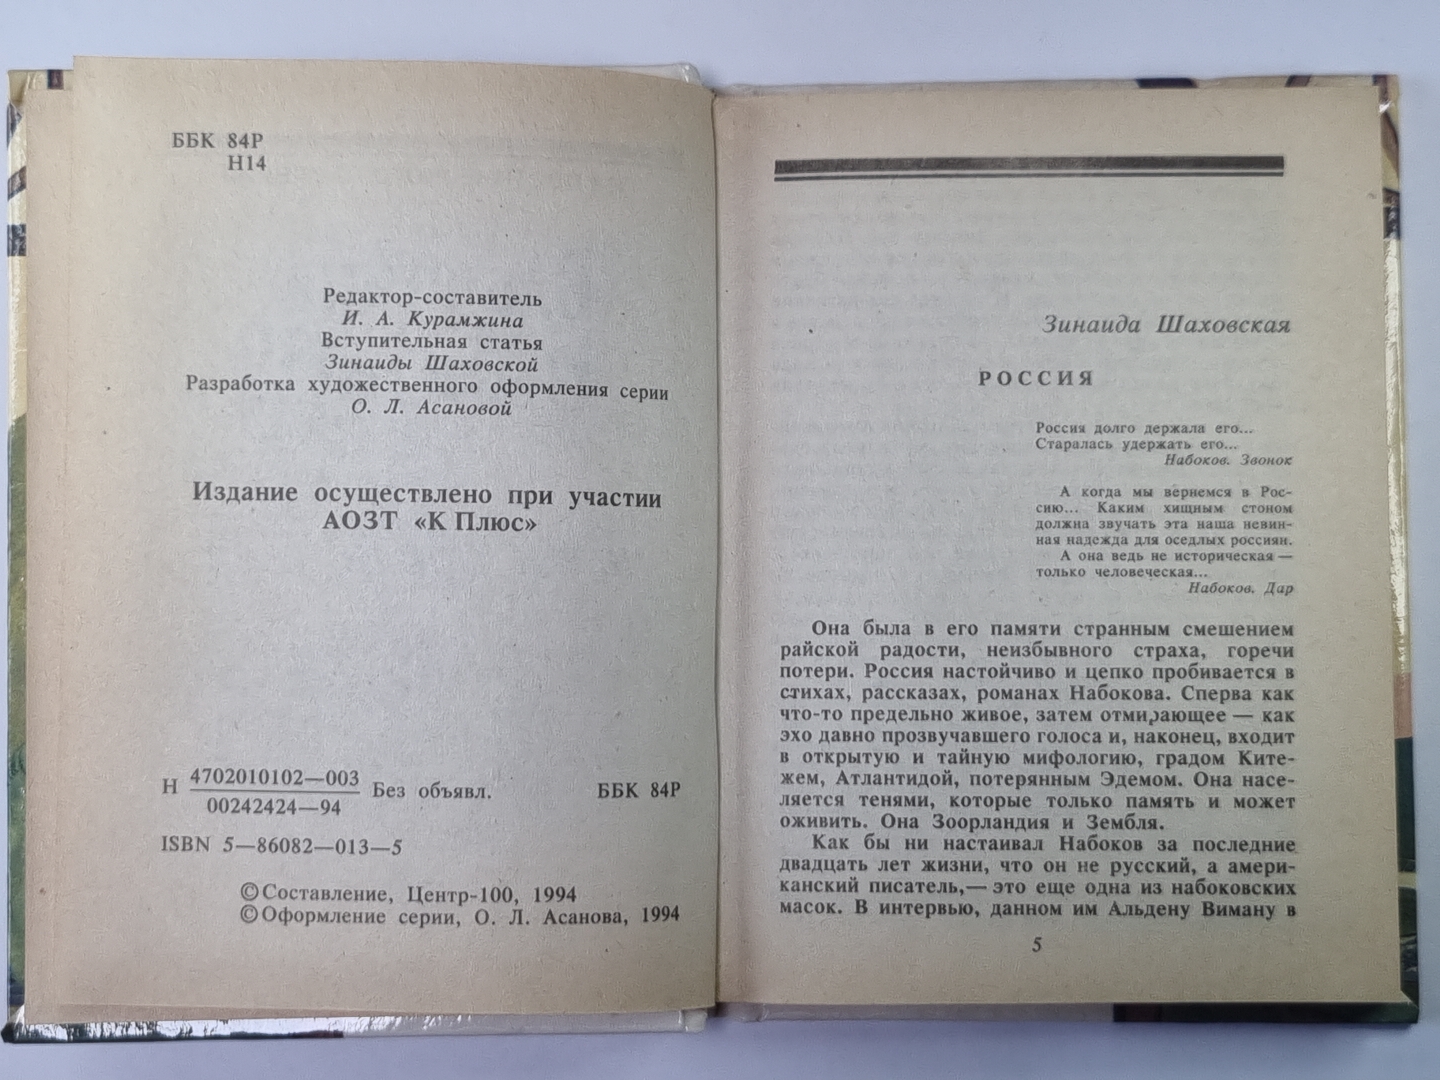 ББК 84Р
Н14
Редактор-составитель
И. А. Курамжина
Вступительная статья
Зинаиды Шаховской
Разработка художественного оформления серии
О. Л. Асановой
Издание осуществлено при участии
АОЗТ «К Плюс»
Н 4702010102—003
00242424—94
Без объявл.
ББК 84Р
ISBN 5—86082—013—5
©Составление, Центр-100, 1994
©Оформление серии, О. Л. Асанова, 1994
Зинаида Шаховская
РОССИЯ
Россия долго держала его...
Старалась удержать его...
Набоков. Звонок
А когда мы вернемся в Рос-
сию... Каким хищным стоном
должна звучать эта наша невин-
ная надежда для оседлых россиян.
А она ведь не историческая —
только человеческая...
Набоков. Дар
Она была в его памяти странным смешением
райской радости, неизбывного страха, горечи
потери. Россия настойчиво и цепко пробивается в
стихах, рассказах, романах Набокова. Сперва как
что-то предельно живое, затем отмирающее — как
эхо давно прозвучавшего голоса и, наконец, входит
в открытую и тайную мифологию, градом Ките-
жем, Атлантидой, потерянным Эдемом. Она насе-
ляется тенями, которые только память и может
оживить. Она Зоорландия и Зембля.
Как бы ни настаивал Набоков за последние
двадцать лет жизни, что он не русский, а амери-
канский писатель,— это еще одна из набоковских
масок. В интервью, данном им Альдену Виману в
5